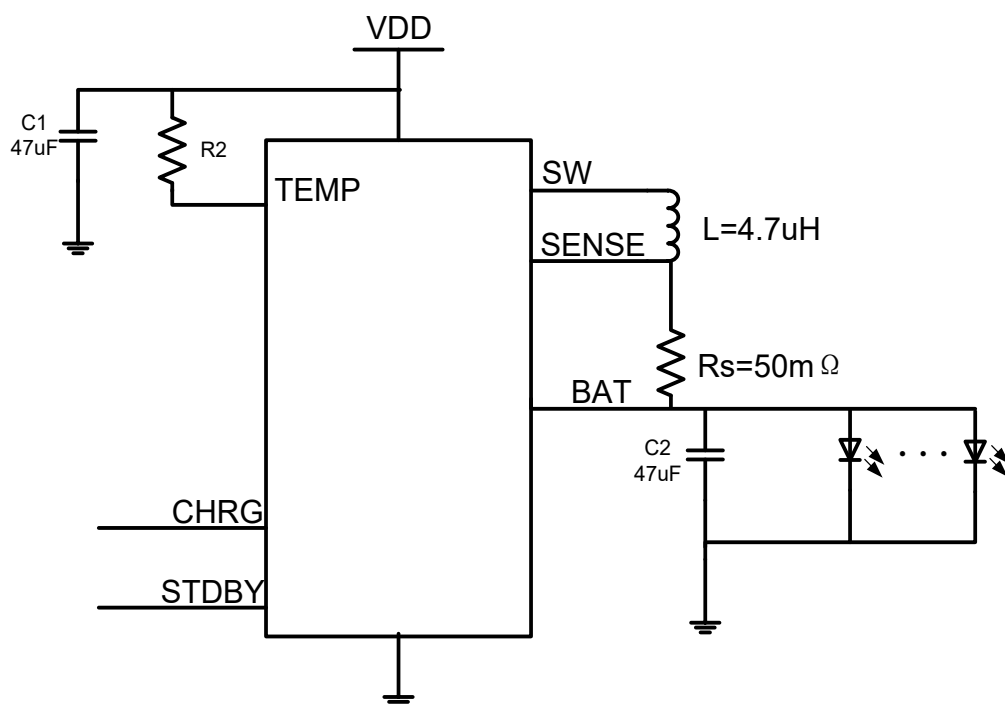 VDD
C1
47uF
R2
TEMP
SW
L=4.7uH
SENSE
Rs=50mΩ
BAT
C2
47uF
CHRG
STDBY